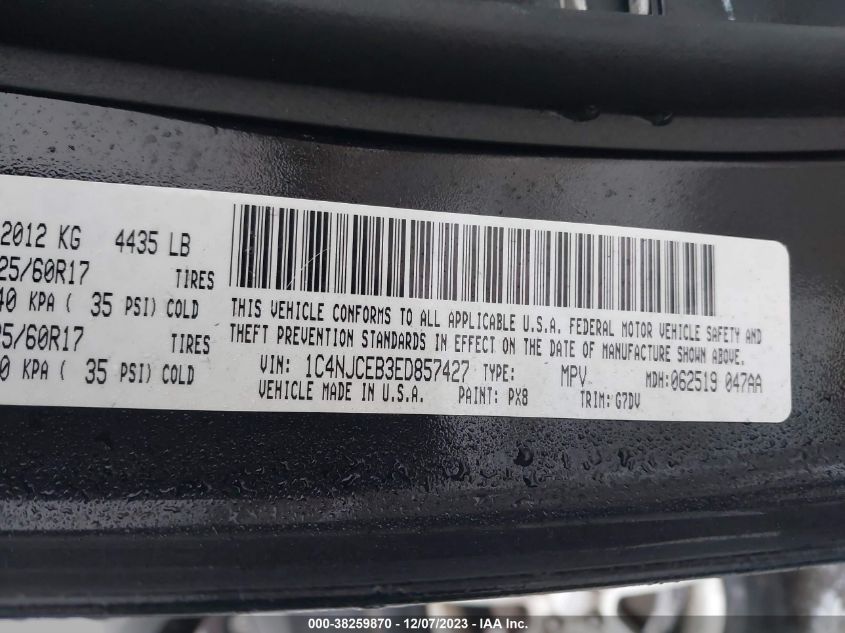 2012 KG 4435 LB
25/60R17 TIRES
40 KPA ( 35 PSI) COLD
25/60R17 TIRES
0 KPA ( 35 PSI) COLD
THIS VEHICLE CONFORMS TO ALL APPLICABLE U.S.A. FEDERAL MOTOR VEHICLE SAFETY AND
THEFT PREVENTION STANDARDS IN EFFECT ON THE DATE OF MANUFACTURE SHOWN ABOVE.
VIN: 1C4NJCEB3ED857427 TYPE: MPV MDH:062519 047AA
VEHICLE MADE IN U.S.A. PAINT: PX8 TRIM: G7DV
000-38259870 - 12/07/2023 - IAA Inc.